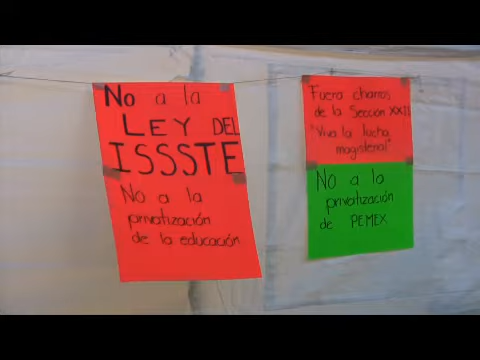 No a la
LEY DEL
ISSSTE
No a la
privatización
de la educación
Fuera charros
de la Sección XXII
"Viva la lucha
magisterial"
No a la
privatización
de PEMEX